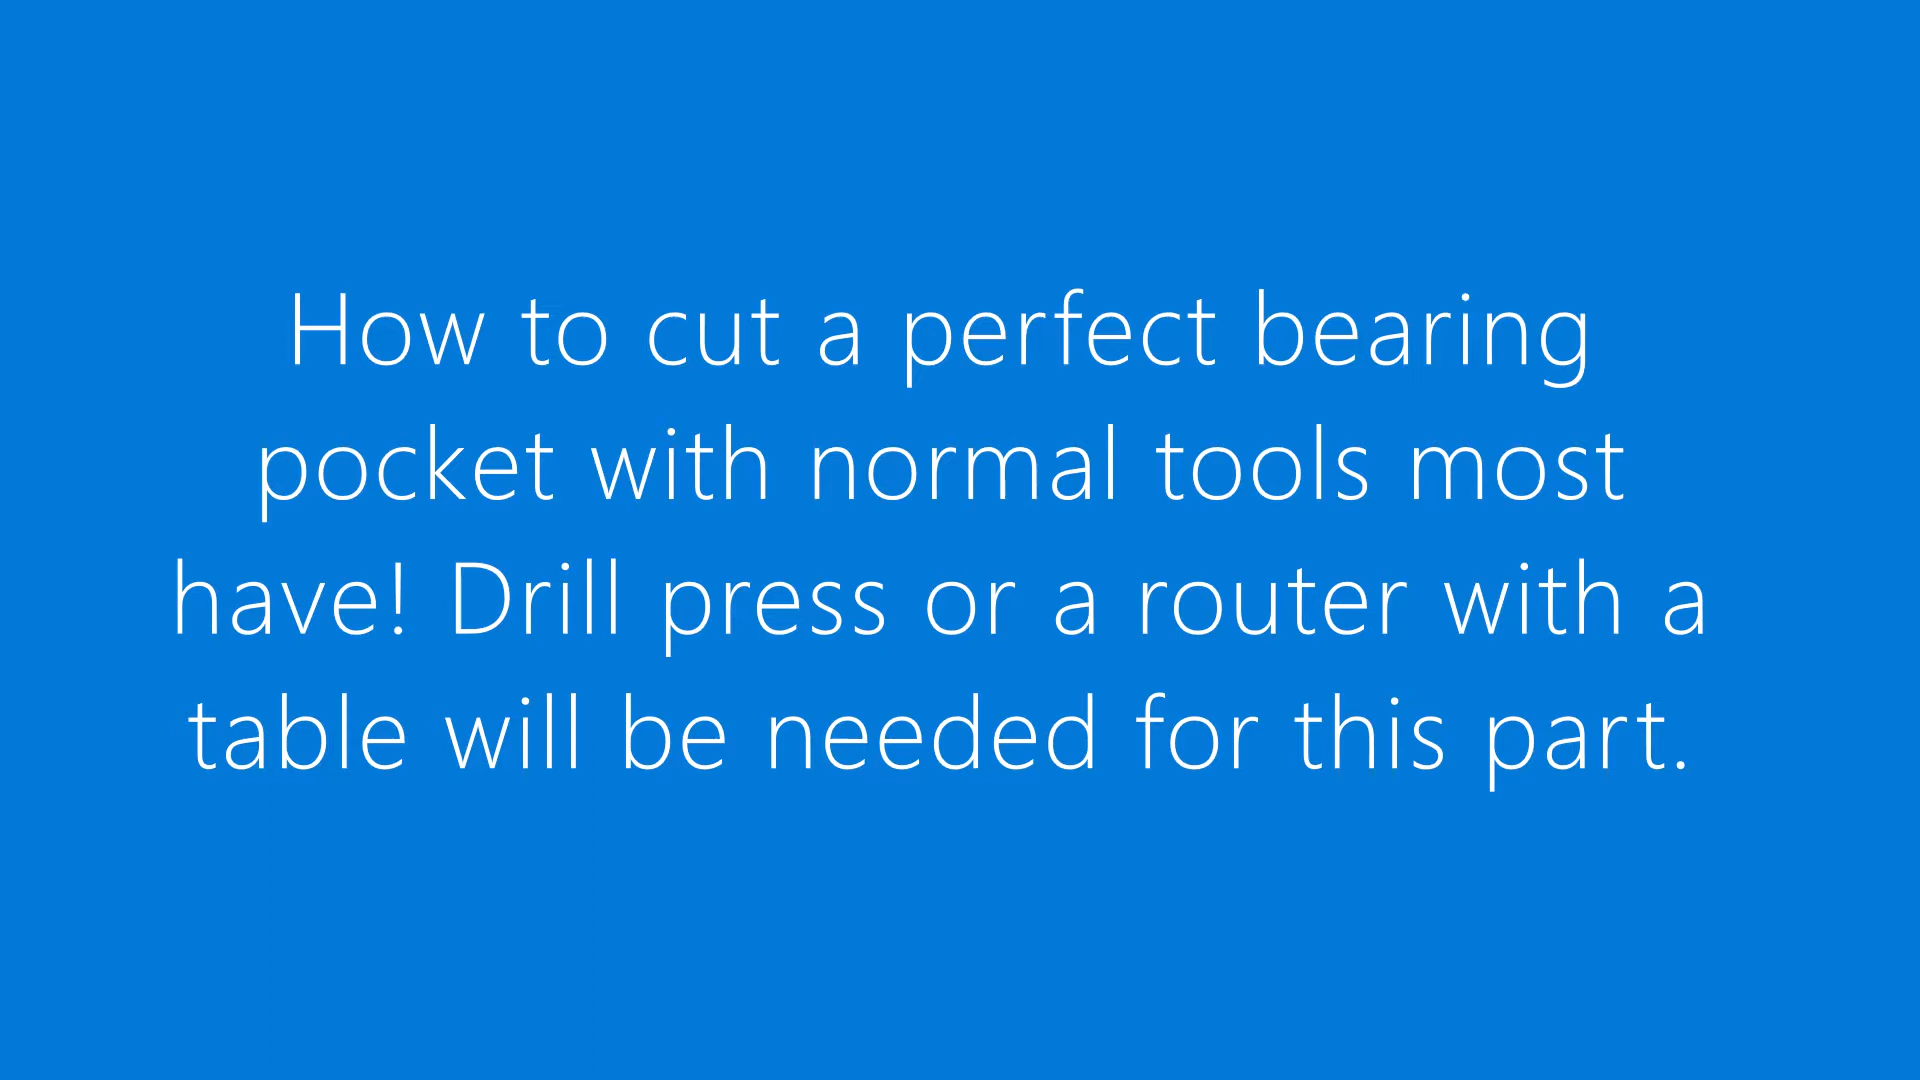 How to cut a perfect bearing
pocket with normal tools most
have! Drill press or a router with a
table will be needed for this part.